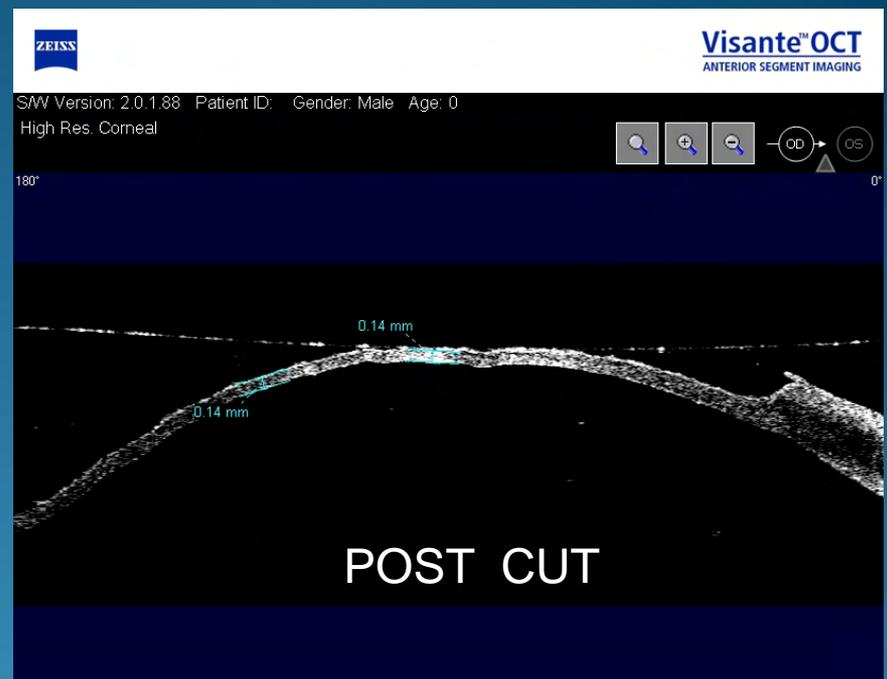 ZEISS
Visante™ OCT
ANTERIOR SEGMENT IMAGING
S/W Version: 2.0.1.88 Patient ID: Gender: Male Age: 0
High Res. Corneal
OD
OS
180°
0°
0.14 mm
0.14 mm
POST CUT